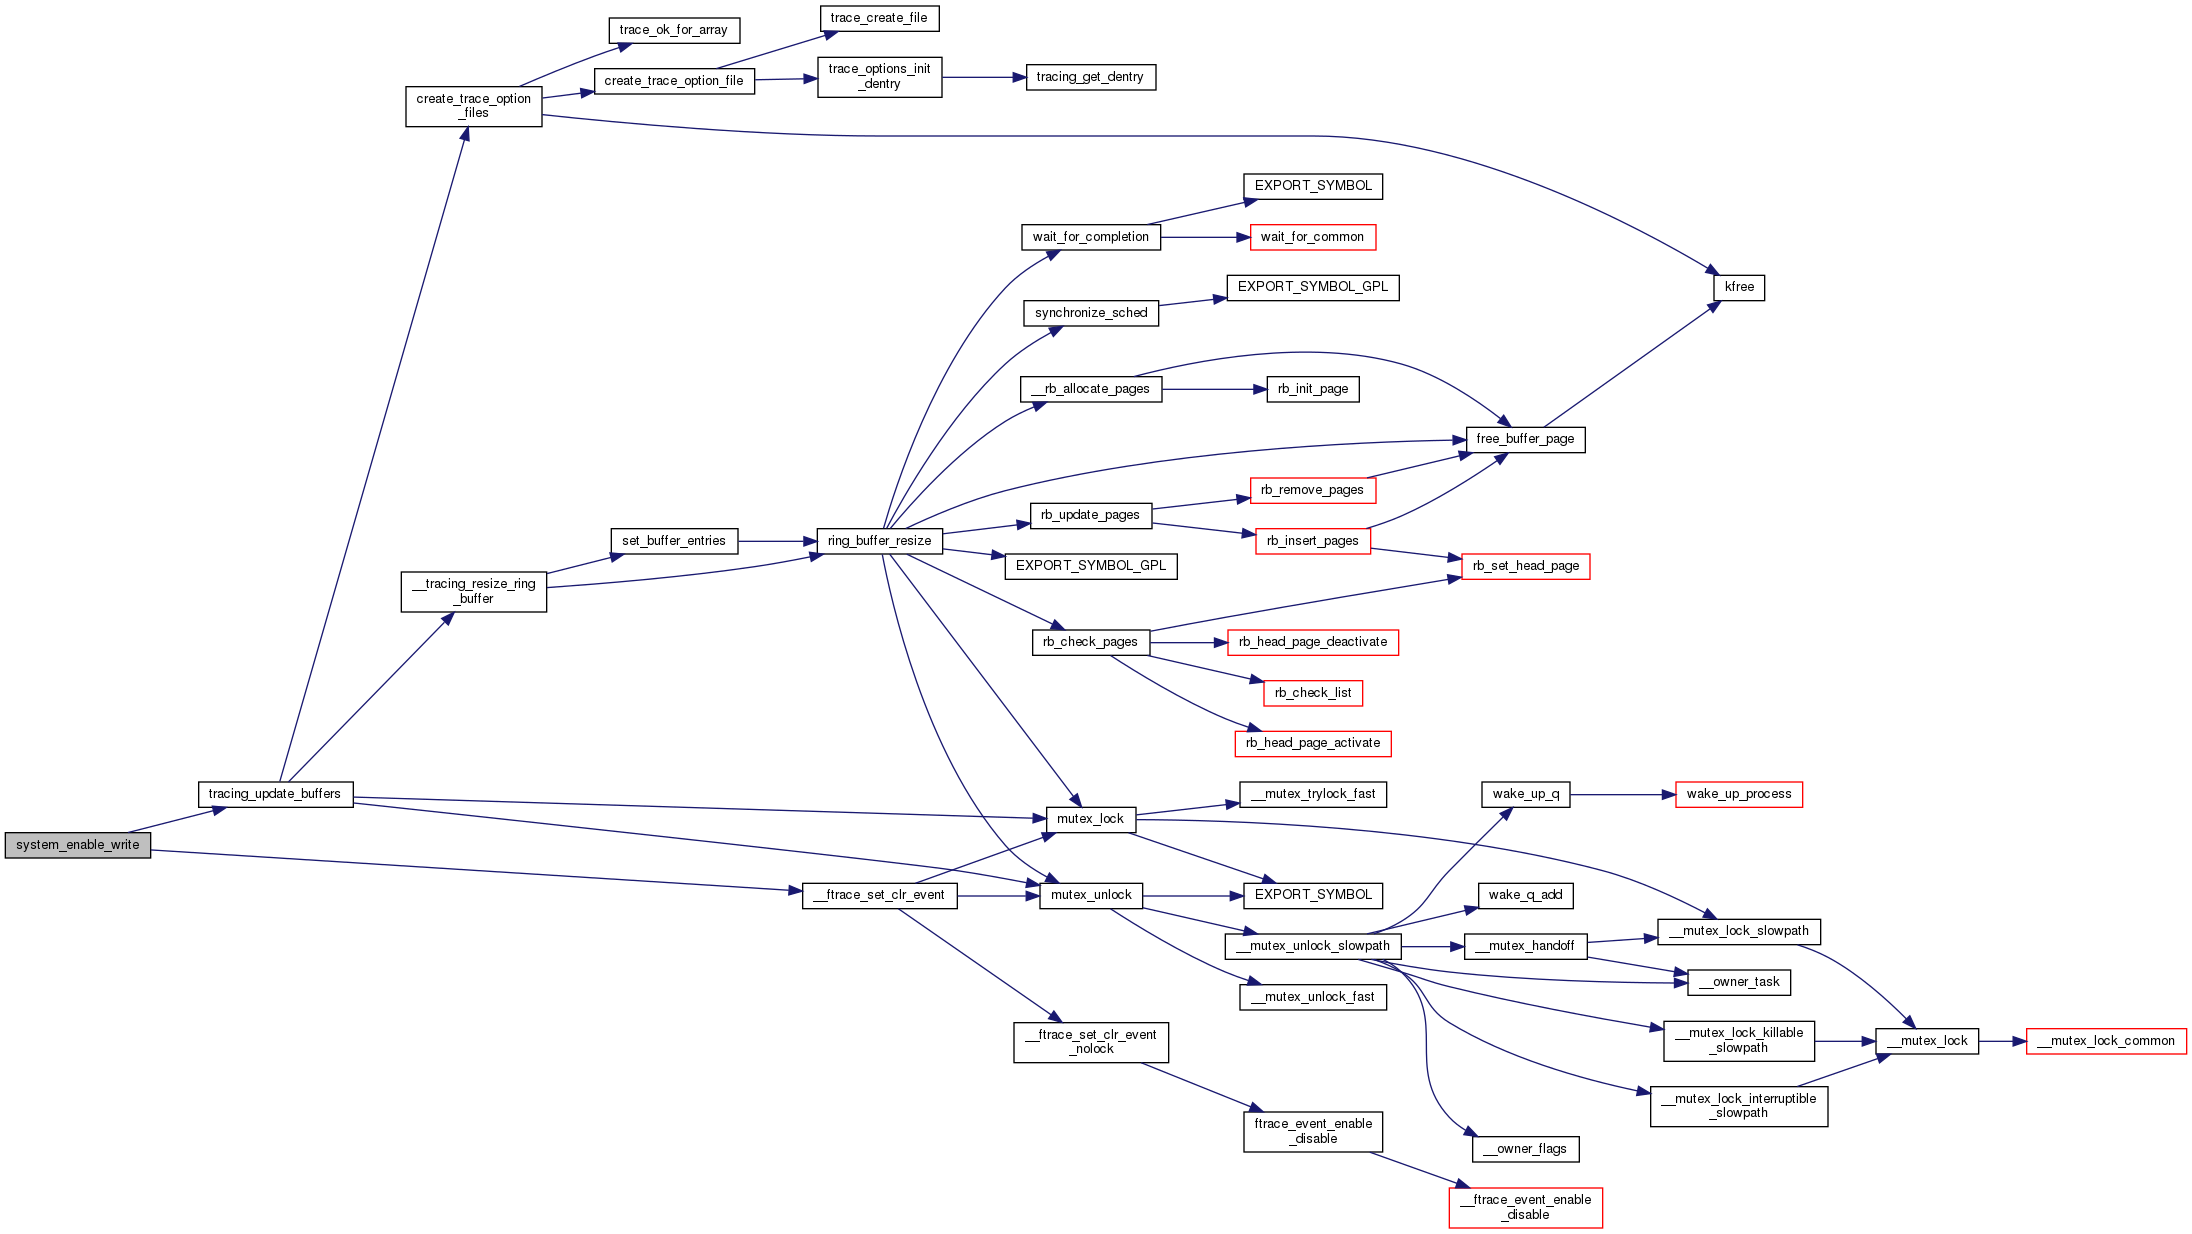 trace_create_file
trace_ok_for_array
create_trace_option_file
trace_options_init
_dentry
tracing_get_dentry
create_trace_option
_files
EXPORT_SYMBOL
wait_for_completion
wait_for_common
EXPORT_SYMBOL_GPL
kfree
synchronize_sched
__rb_allocate_pages
rb_init_page
free_buffer_page
rb_remove_pages
rb_update_pages
set_buffer_entries
ring_buffer_resize
rb_insert_pages
EXPORT_SYMBOL_GPL
rb_set_head_page
__tracing_resize_ring
_buffer
rb_check_pages
rb_head_page_deactivate
rb_check_list
rb_head_page_activate
tracing_update_buffers
__mutex_trylock_fast
wake_up_q
wake_up_process
mutex_lock
system_enable_write
__ftrace_set_clr_event
mutex_unlock
EXPORT_SYMBOL
wake_q_add
__mutex_unlock_slowpath
__mutex_handoff
__mutex_lock_slowpath
__owner_task
__mutex_unlock_fast
__ftrace_set_clr_event
_nolock
__mutex_lock_killable
_slowpath
__mutex_lock
__mutex_lock_common
__mutex_lock_interruptible
_slowpath
ftrace_event_enable
_disable
__owner_flags
__ftrace_event_enable
_disable